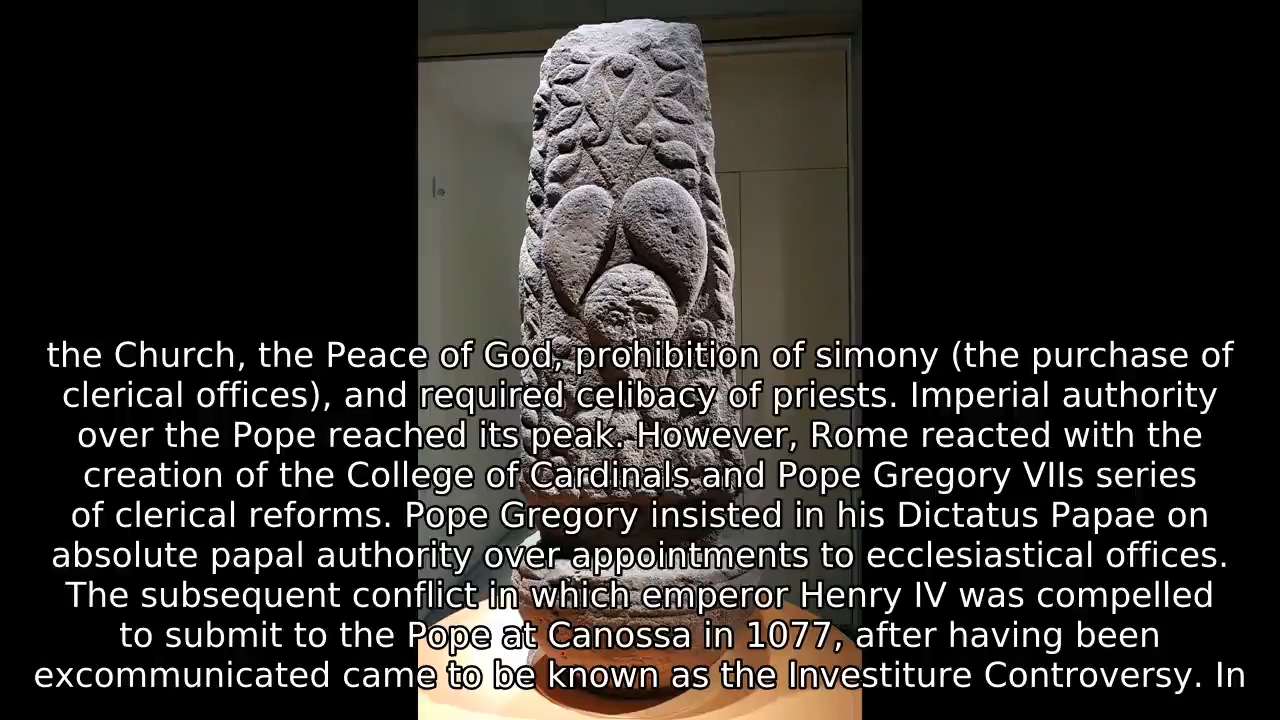 the Church, the Peace of God, prohibition of simony (the purchase of
clerical offices), and required celibacy of priests. Imperial authority
over the Pope reached its peak. However, Rome reacted with the
creation of the College of Cardinals and Pope Gregory VIIs series
of clerical reforms. Pope Gregory insisted in his Dictatus Papae on
absolute papal authority over appointments to ecclesiastical offices.
The subsequent conflict in which emperor Henry IV was compelled
to submit to the Pope at Canossa in 1077, after having been
excommunicated came to be known as the Investiture Controversy. In